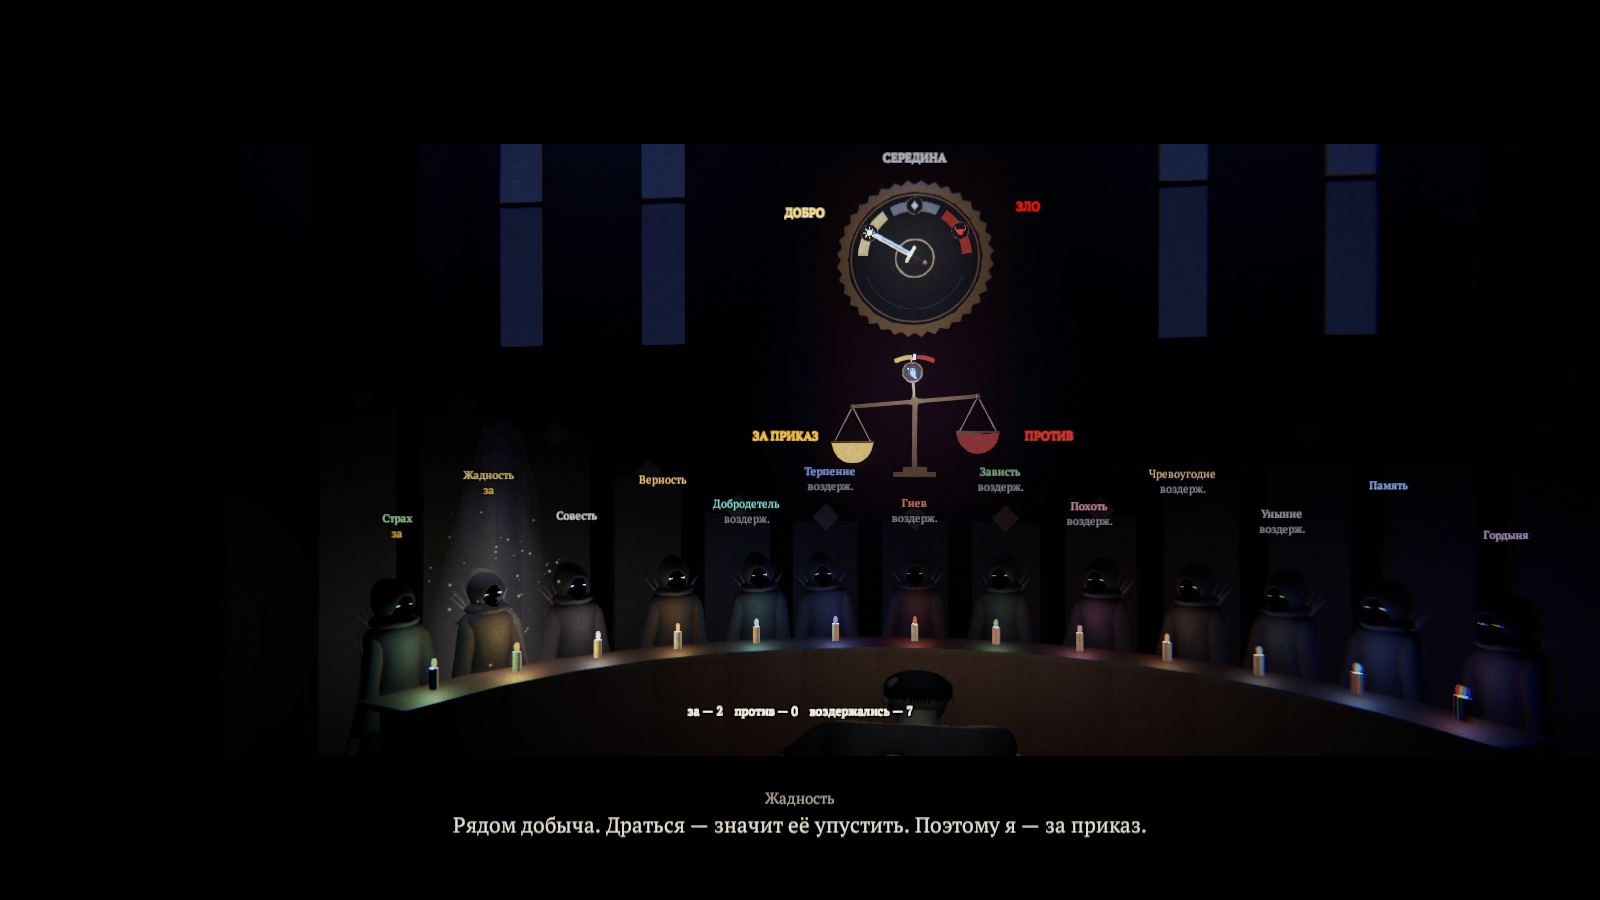 СЕРЕДИНА
ДОБРО
ЗЛО
ЗА ПРИКАЗ
ПРОТИВ
Страх
за
Жадность
за
Совесть
Верность
Добродетель
воздерж.
Терпение
воздерж.
Гнев
воздерж.
Зависть
воздерж.
Похоть
воздерж.
Чревоугодие
воздерж.
Уныние
воздерж.
Память
Гордыня
за — 2 против — 0 воздержались — 7
Жадность
Рядом добыча. Драться — значит её упустить. Поэтому я — за приказ.